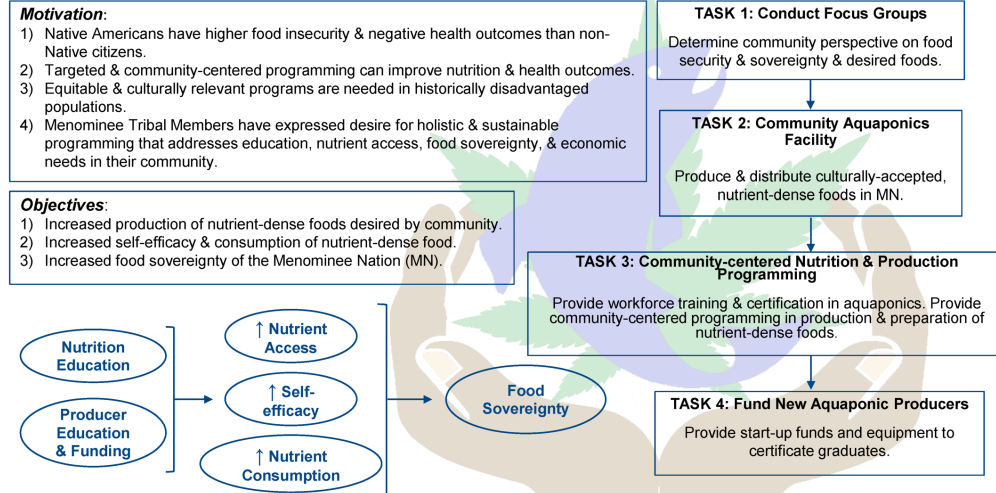 Motivation:
1) Native Americans have higher food insecurity & negative health outcomes than non-
Native citizens.
2) Targeted & community-centered programming can improve nutrition & health outcomes.
3) Equitable & culturally relevant programs are needed in historically disadvantaged
populations.
4) Menominee Tribal Members have expressed desire for holistic & sustainable
programming that addresses education, nutrient access, food sovereignty, & economic
needs in their community.
Objectives:
1) Increased production of nutrient-dense foods desired by community.
2) Increased self-efficacy & consumption of nutrient-dense food.
3) Increased food sovereignty of the Menominee Nation (MN).
Nutrition
Education
Producer
Education
& Funding
↑ Nutrient
Access
↑ Self-
efficacy
↑ Nutrient
Consumption
Food
Sovereignty
TASK 1: Conduct Focus Groups
Determine community perspective on food
security & sovereignty & desired foods.
TASK 2: Community Aquaponics
Facility
Produce & distribute culturally-accepted,
nutrient-dense foods in MN.
TASK 3: Community-centered Nutrition & Production
Programming
Provide workforce training & certification in aquaponics. Provide
community-centered programming in production & preparation of
nutrient-dense foods.
TASK 4: Fund New Aquaponic Producers
Provide start-up funds and equipment to
certificate graduates.